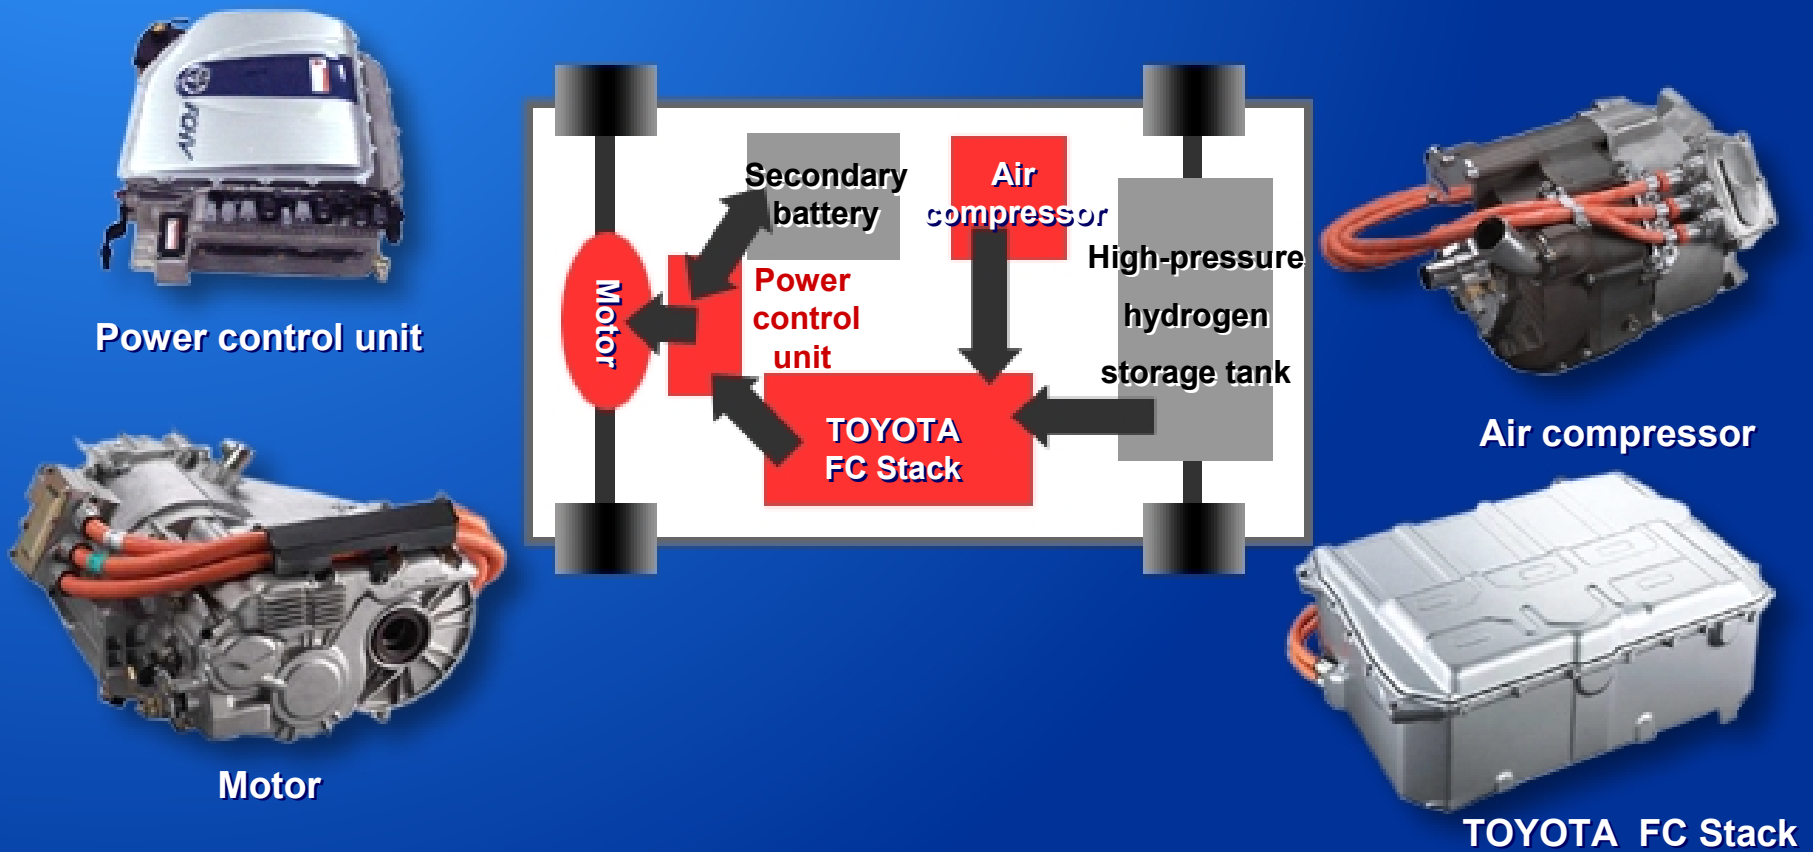 FCHV
Power control unit
Motor
Secondary
battery
Air
compressor
High-pressure
hydrogen
storage tank
Motor
Power
control
unit
TOYOTA
FC Stack
Air compressor
TOYOTA FC Stack